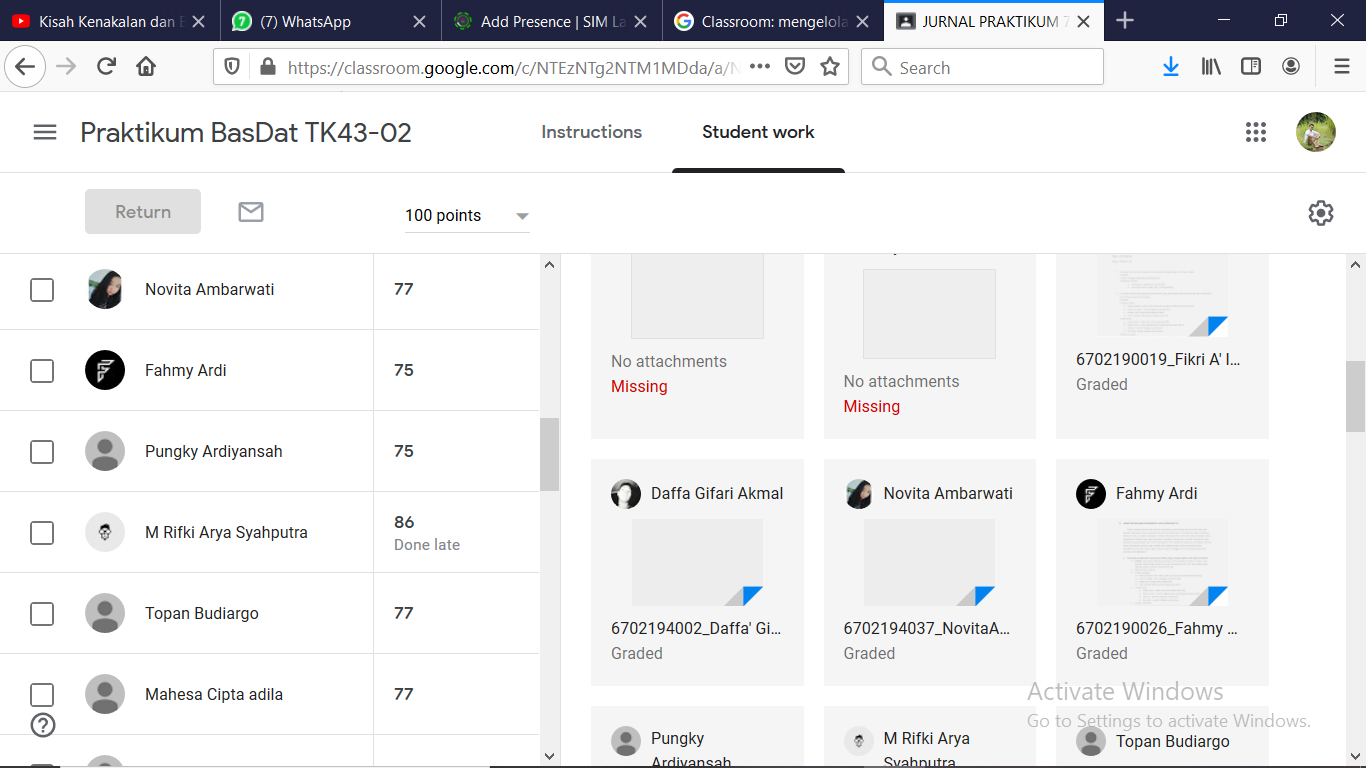 Kisah Kenakalan dan
(7) WhatsApp
Add Presence | SIM La
Classroom: mengelola
JURNAL PRAKTIKUM 7
https://classroom.google.com/c/NTEzNTg2NTM1MDda/a/N
Search
Praktikum BasDat TK43-02
Instructions
Student work
Return
100 points
Novita Ambarwati
77
Fahmy Ardi
75
Pungky Ardiyansah
75
M Rifki Arya Syahputra
86
Done late
Topan Budiargo
77
Mahesa Cipta adila
77
No attachments
Missing
No attachments
Missing
6702190019_Fikri A' I...
Graded
Daffa Gifari Akmal
6702194002_Daffa' Gi...
Graded
Novita Ambarwati
6702194037_NovitaA...
Graded
Fahmy Ardi
6702190026_Fahmy ...
Graded
Pungky
Ardiyansah
M Rifki Arya
Syahputra
Topan Budiargo
Activate Windows
Go to Settings to activate Windows.